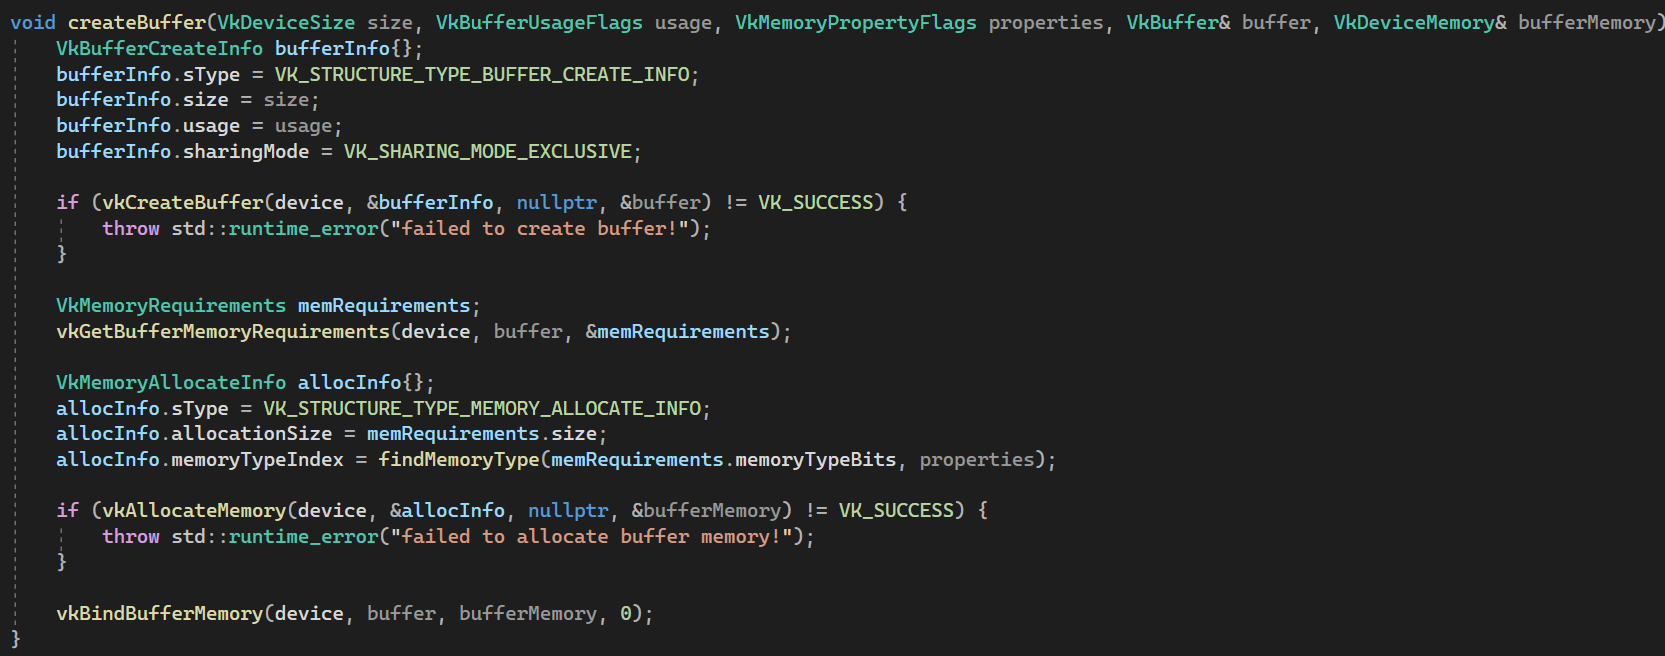 void createBuffer(VkDeviceSize size, VkBufferUsageFlags usage, VkMemoryPropertyFlags properties, VkBuffer& buffer, VkDeviceMemory& bufferMemory)
    VkBufferCreateInfo bufferInfo{};
    bufferInfo.sType = VK_STRUCTURE_TYPE_BUFFER_CREATE_INFO;
    bufferInfo.size = size;
    bufferInfo.usage = usage;
    bufferInfo.sharingMode = VK_SHARING_MODE_EXCLUSIVE;

    if (vkCreateBuffer(device, &bufferInfo, nullptr, &buffer) != VK_SUCCESS) {
        throw std::runtime_error("failed to create buffer!");
    }

    VkMemoryRequirements memRequirements;
    vkGetBufferMemoryRequirements(device, buffer, &memRequirements);

    VkMemoryAllocateInfo allocInfo{};
    allocInfo.sType = VK_STRUCTURE_TYPE_MEMORY_ALLOCATE_INFO;
    allocInfo.allocationSize = memRequirements.size;
    allocInfo.memoryTypeIndex = findMemoryType(memRequirements.memoryTypeBits, properties);

    if (vkAllocateMemory(device, &allocInfo, nullptr, &bufferMemory) != VK_SUCCESS) {
        throw std::runtime_error("failed to allocate buffer memory!");
    }

    vkBindBufferMemory(device, buffer, bufferMemory, 0);
}